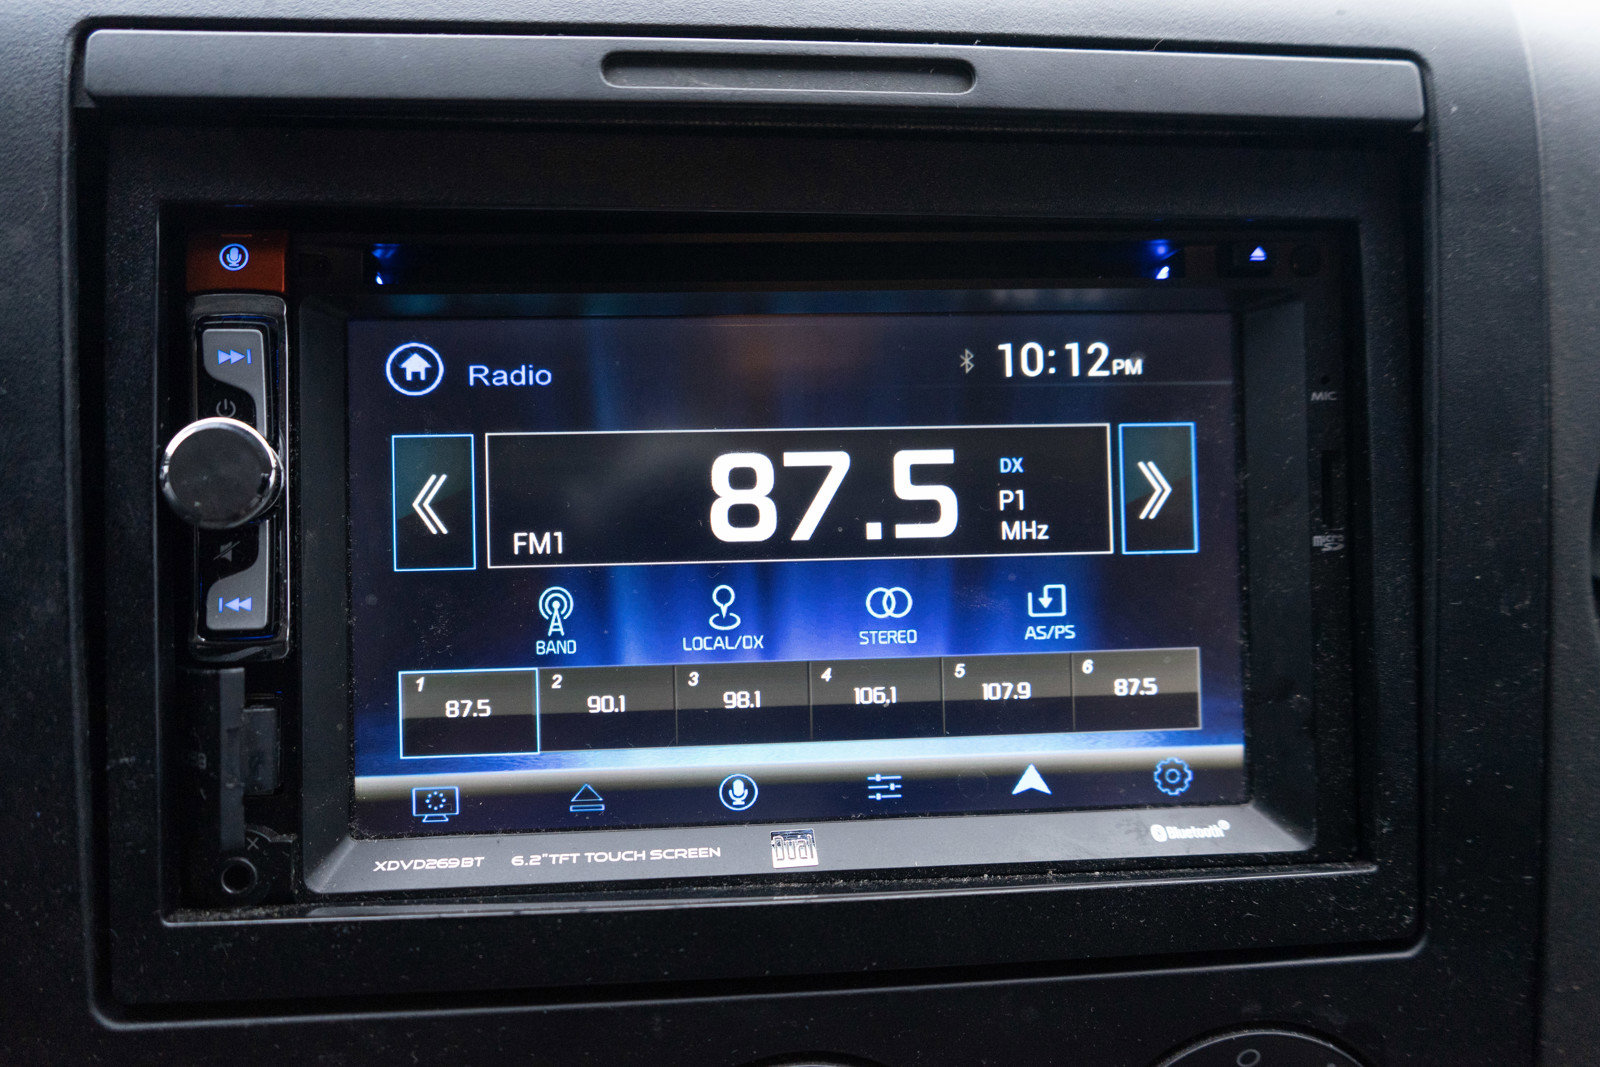 Radio
10:12PM
MIC
87.5
DX
P1
FM1
MHz
micro SD
BAND
LOCAL/DX
STEREO
AS/PS
1 87.5
2 90.1
3 98.1
4 106.1
5 107.9
6 87.5
XDVD269BT
6.2"TFT TOUCH SCREEN
Dual
Bluetooth